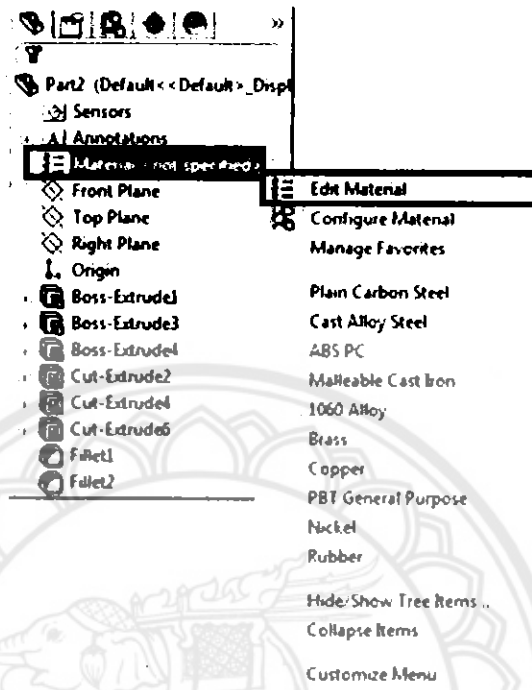 »
Part2 (Default<<Default>_Displ
Sensors
Annotations
Material <not specified>
Front Plane
Top Plane
Right Plane
Origin
Boss-Extrude1
Boss-Extrude3
Boss-Extrude4
Cut-Extrude2
Cut-Extrude4
Cut-Extrude6
Fillet1
Fillet2
Edit Material
Configure Material
Manage Favorites
Plain Carbon Steel
Cast Alloy Steel
ABS PC
Malleable Cast Iron
1060 Alloy
Brass
Copper
PBT General Purpose
Nickel
Rubber
Hide/Show Tree Items...
Collapse Items
Customize Menu